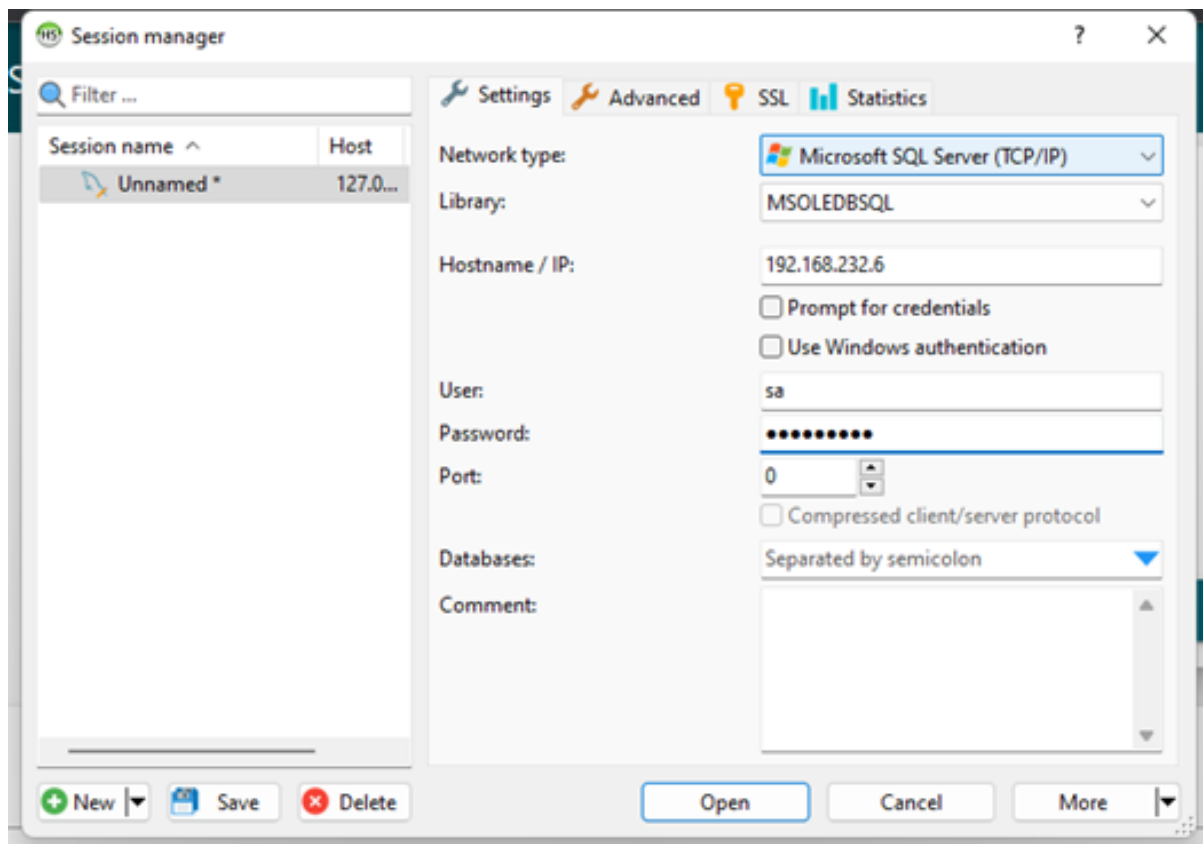 HS Session manager ? ×
Filter ...
Session name Host
Unnamed * 127.0...
Settings Advanced SSL Statistics
Network type: Microsoft SQL Server (TCP/IP)
Library: MSOLEDBSQL
Hostname / IP: 192.168.232.6
Prompt for credentials
Use Windows authentication
User: sa
Password: •••••••••
Port: 0
Compressed client/server protocol
Databases: Separated by semicolon
Comment:
New Save Delete Open Cancel More